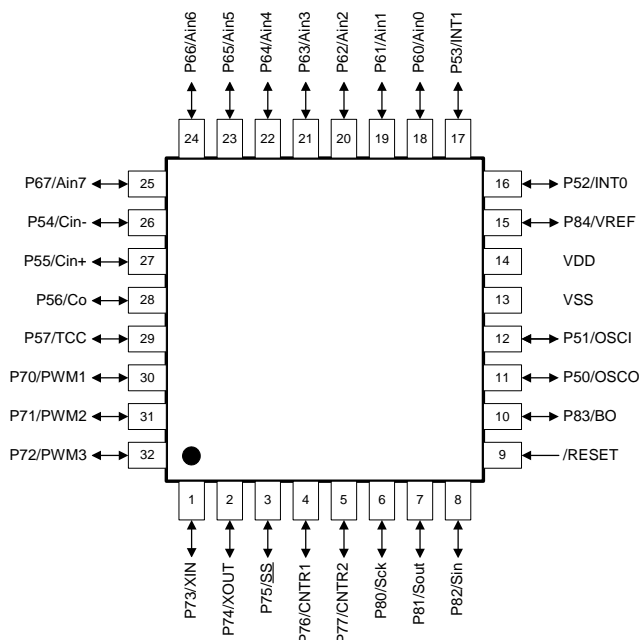 P66/Ain6
P65/Ain5
P64/Ain4
P63/Ain3
P62/Ain2
P61/Ain1
P60/Ain0
P53/INT1
24
23
22
21
20
19
18
17
P67/Ain7 25
P54/Cin- 26
P55/Cin+ 27
P56/Co 28
P57/TCC 29
P70/PWM1 30
P71/PWM2 31
P72/PWM3 32
16 P52/INT0
15 P84/VREF
14 VDD
13 VSS
12 P51/OSCI
11 P50/OSCO
10 P83/BO
9 /RESET
1
2
3
4
5
6
7
8
P73/XIN
P74/XOUT
P75/SS
P76/CNTR1
P77/CNTR2
P80/Sck
P81/Sout
P82/Sin